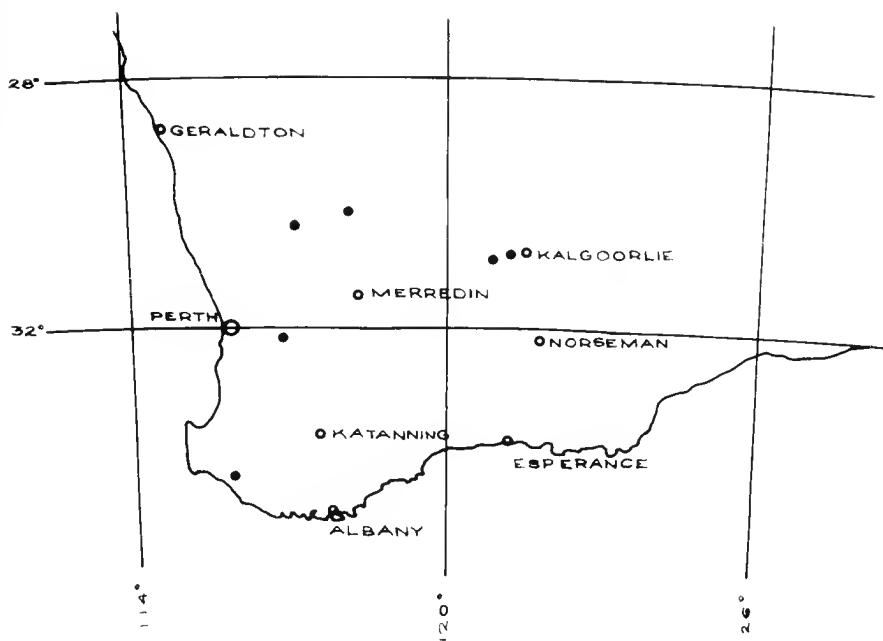 28°
GERALDTON
KALGOORLIE
MERREDIN
PERTH
32°
NORSEMAN
KATANNING
ESPERANCE
ALBANY
114°
120°
126°